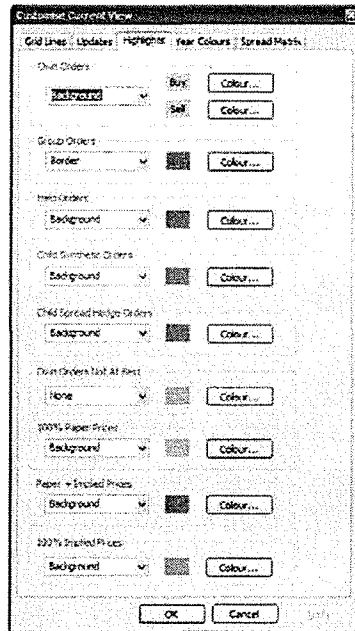 Customise Current View
Grid Lines Updates Highlights Year Colours Spread Matrix
Own Orders
Background
Buy Colour...
Sell Colour...
Group Orders
Border Colour...
Held Orders
Background Colour...
Child Synthetic Orders
Background Colour...
Child Spread Hedge Orders
Background Colour...
Own Orders Not At Best
None Colour...
100% Paper Prices
Background Colour...
Paper + Implied Prices
Background Colour...
100% Implied Prices
Background Colour...
OK Cancel